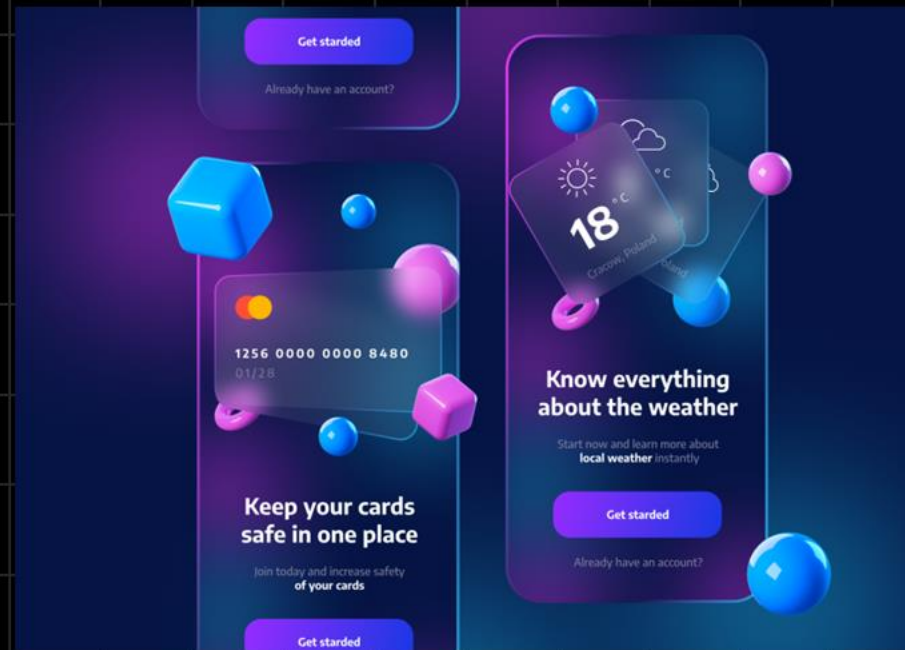 Get starded
Already have an account?
1256 0000 0000 8480
01/28
Keep your cards
safe in one place
Join today and increase safety
of your cards
Get starded
°C
°C
18
Cracow, Poland
oland
Know everything
about the weather
Start now and learn more about
local weather instantly
Get starded
Already have an account?